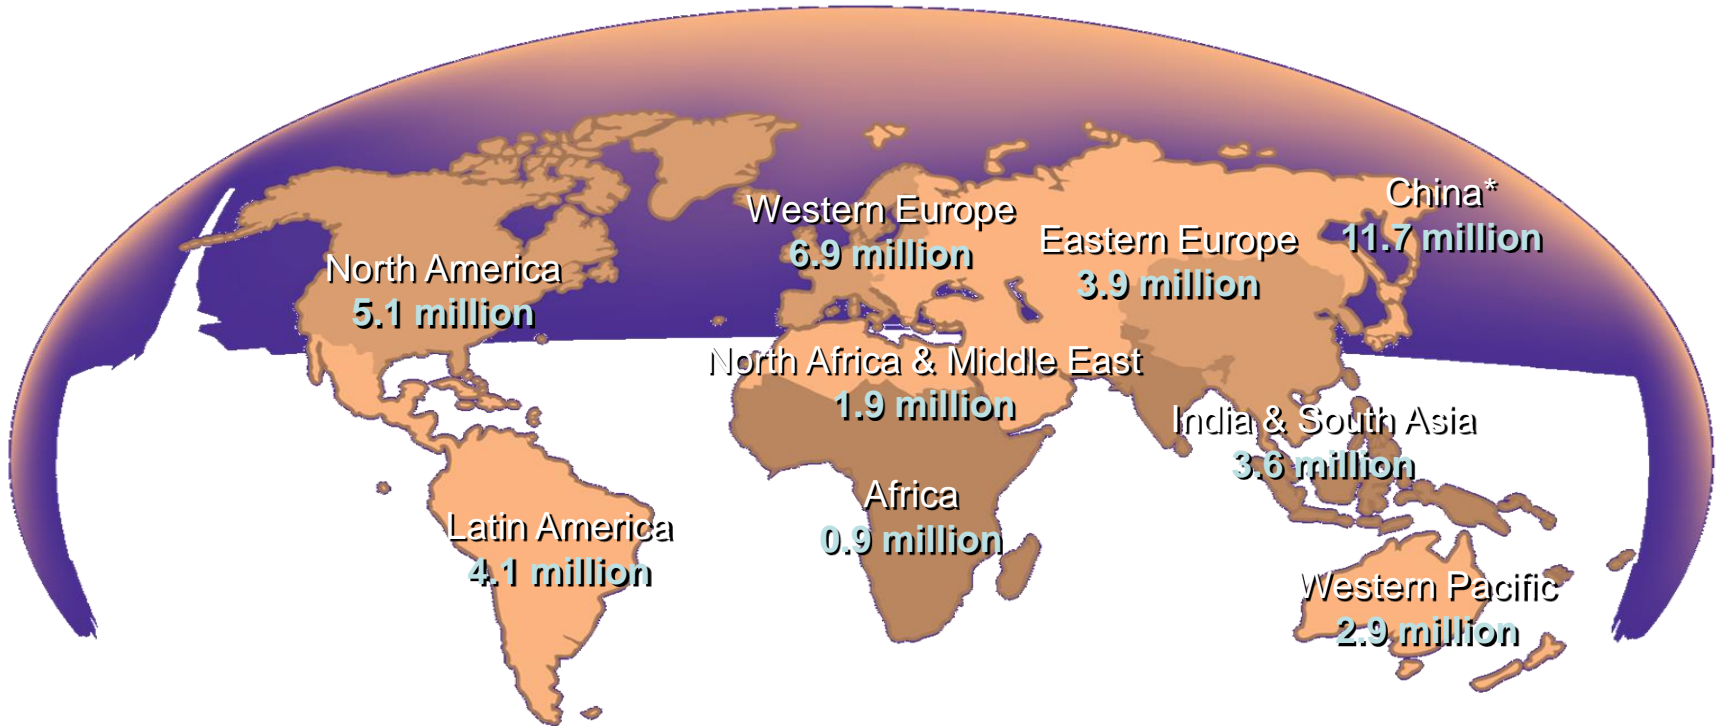 China*
11.7 million
Western Europe
6.9 million
Eastern Europe
3.9 million
North America
5.1 million
North Africa & Middle East
1.9 million
India & South Asia
3.6 million
Africa
0.9 million
Latin America
4.1 million
Western Pacific
2.9 million